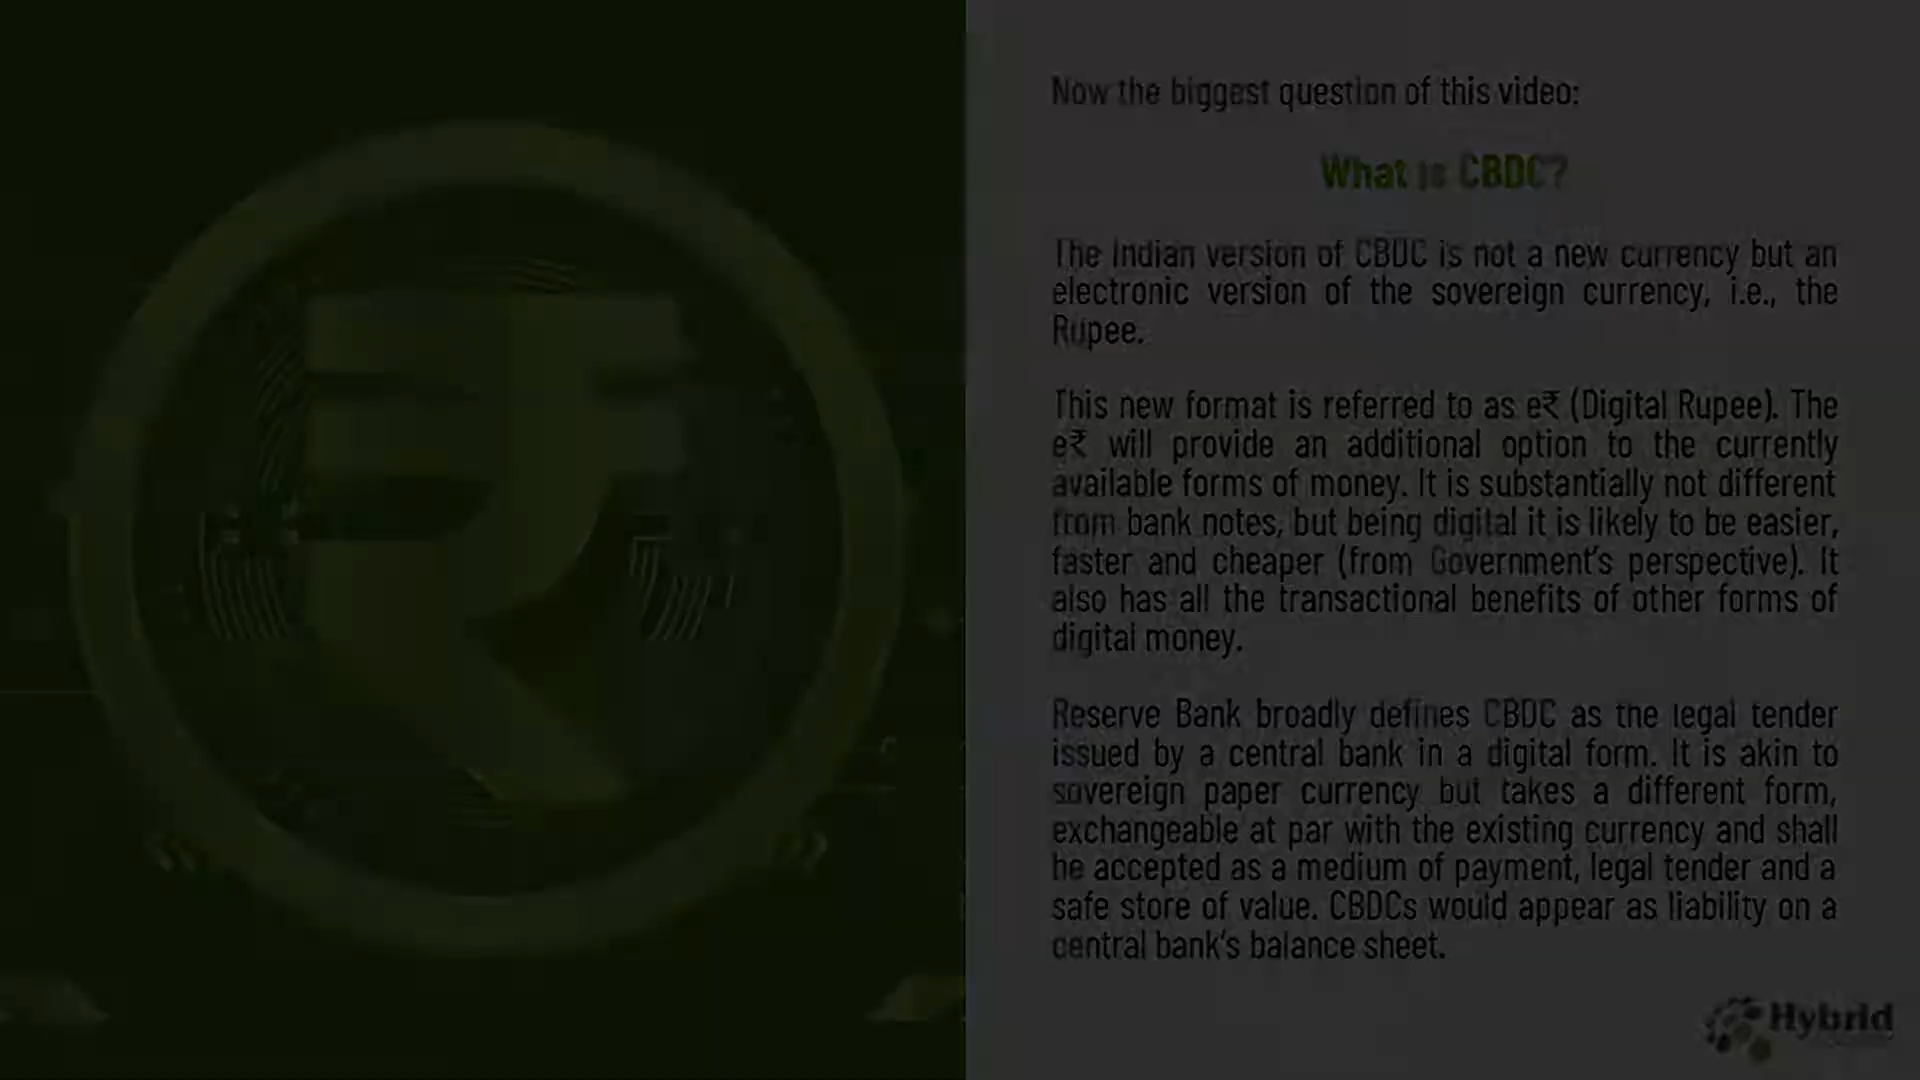 Now the biggest question of this video:
What is CBDC?
The Indian version of CBDC is not a new currency but an
electronic version of the sovereign currency, i.e., the
Rupee.
This new format is referred to as e₹ (Digital Rupee). The
e₹ will provide an additional option to the currently
available forms of money. It is substantially not different
from bank notes, but being digital it is likely to be easier,
faster and cheaper (from Government's perspective). It
also has all the transactional benefits of other forms of
digital money.
Reserve Bank broadly defines CBDC as the legal tender
issued by a central bank in a digital form. It is akin to
sovereign paper currency but takes a different form,
exchangeable at par with the existing currency and shall
be accepted as a medium of payment, legal tender and a
safe store of value. CBDCs would appear as liability on a
central bank's balance sheet.
Hybrid